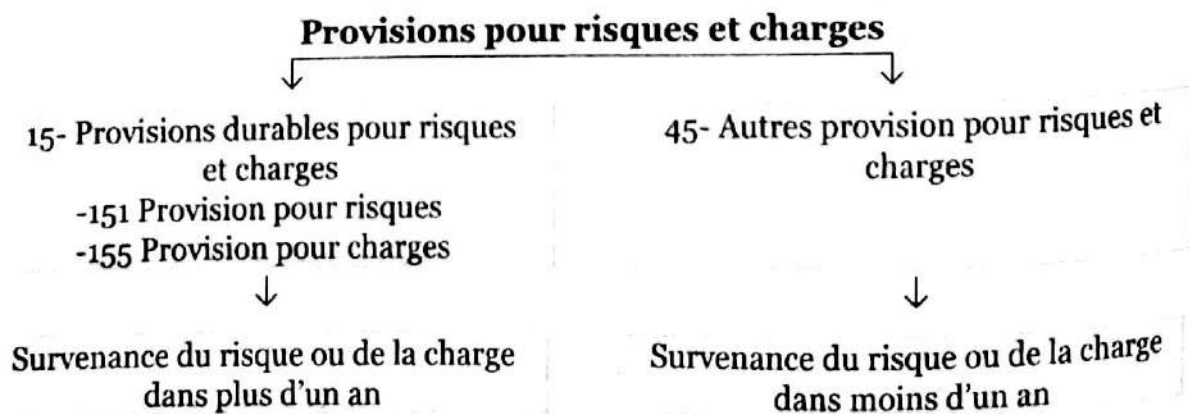 Provisions pour risques et charges
15- Provisions durables pour risques
et charges
-151 Provision pour risques
-155 Provision pour charges
Survenance du risque ou de la charge
dans plus d'un an
45- Autres provision pour risques et
charges
Survenance du risque ou de la charge
dans moins d'un an